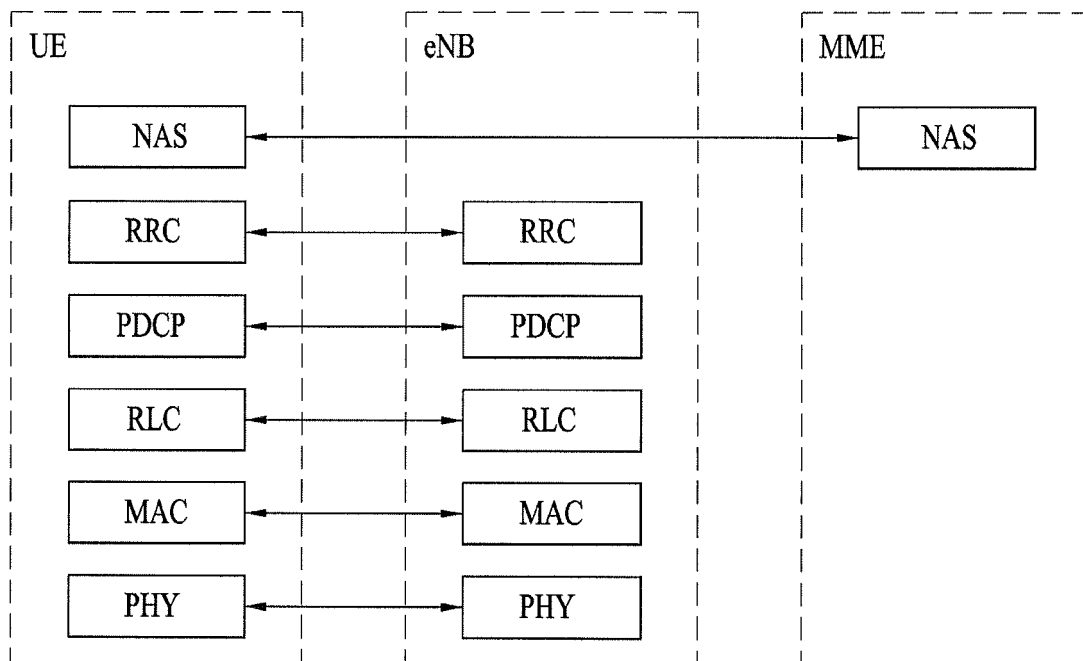 UE
eNB
MME
NAS
NAS
RRC
RRC
PDCP
PDCP
RLC
RLC
MAC
MAC
PHY
PHY